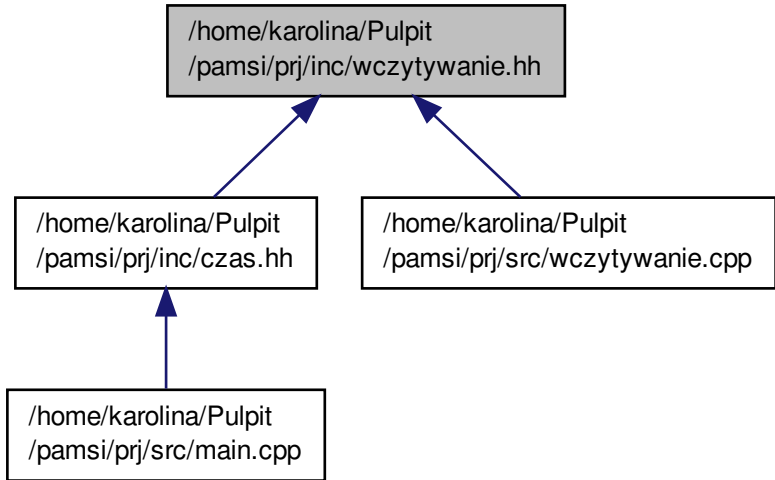 /home/karolina/Pulpit
/pamsi/prj/inc/wczytywanie.hh
/home/karolina/Pulpit
/pamsi/prj/inc/czas.hh
/home/karolina/Pulpit
/pamsi/prj/src/wczytywanie.cpp
/home/karolina/Pulpit
/pamsi/prj/src/main.cpp